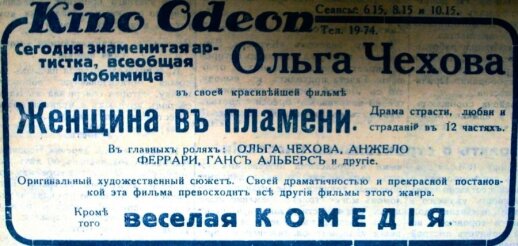 Kino Odeon
Сеансы: 6.15, 8.15 и 10.15.
Тел. 19-74.
Сегодня знаменитая ар-
тистка, всеобщая
любимица
Ольга Чехова
въ своей красивѣйшей фильмѣ
Женщина въ пламени.
Драма страсти, любви и
страданій въ 12 частяхъ.
Въ главныхъ роляхъ: ОЛЬГА ЧЕХОВА, АНЖЕЛО
ФЕРРАРИ, ГАНСЪ АЛЬБЕРСЪ и другіе.
Оригинальный художественный сюжетъ. Своей драматичностью и прекрасной постанов-
кой эта фильма превосходитъ всѣ другія фильмы этого жанра.
Кромѣ
того
веселая КОМЕДІЯ.